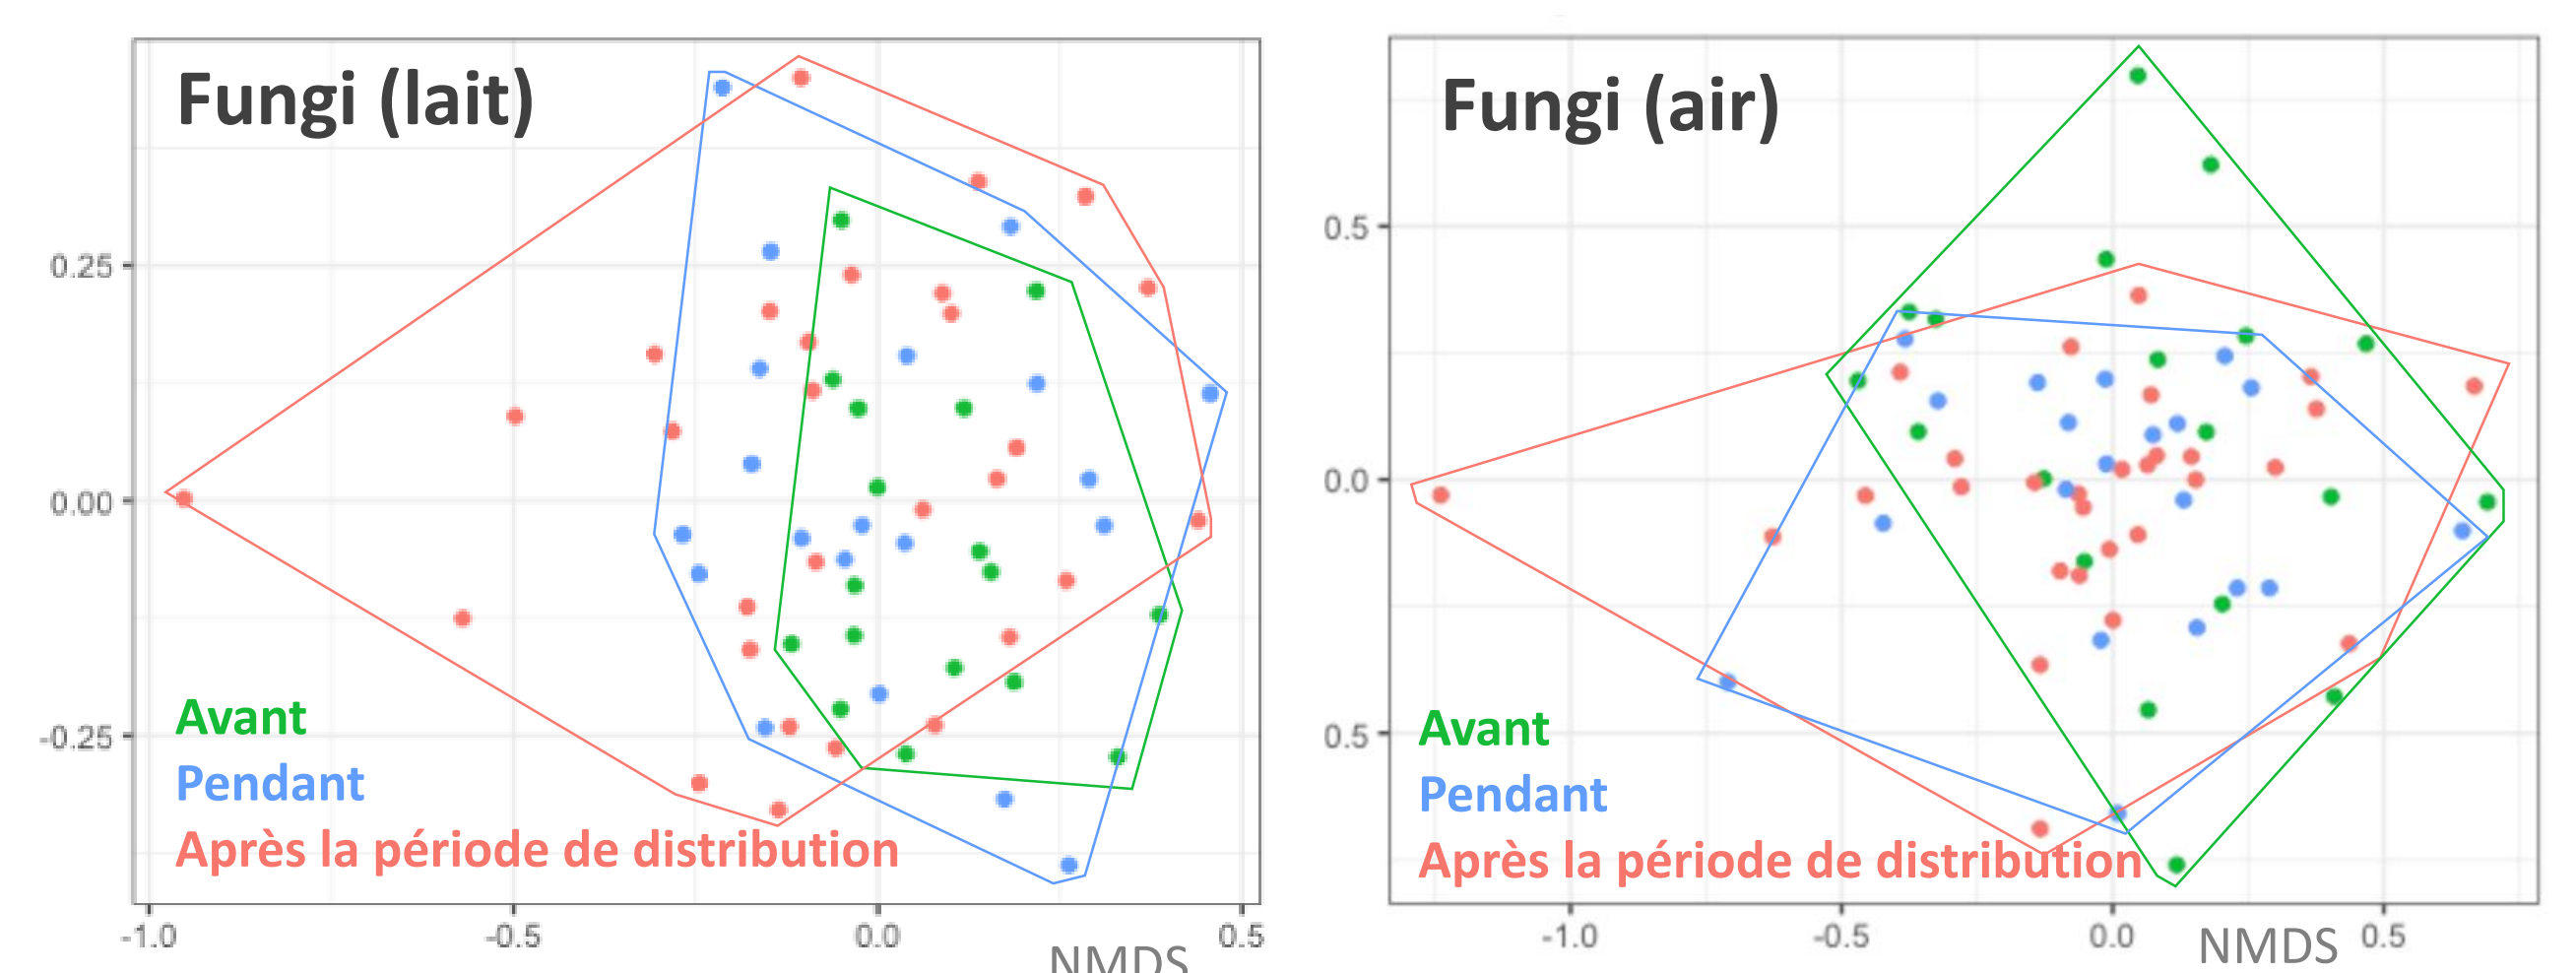 Fungi (lait)
0.25
0.00
-0.25
Avant
Pendant
Après la période de distribution
-1.0 -0.5 0.0 0.5
NMDS
Fungi (air)
0.5
0.0
0.5
Avant
Pendant
Après la période de distribution
-1.0 -0.5 0.0 0.5
NMDS